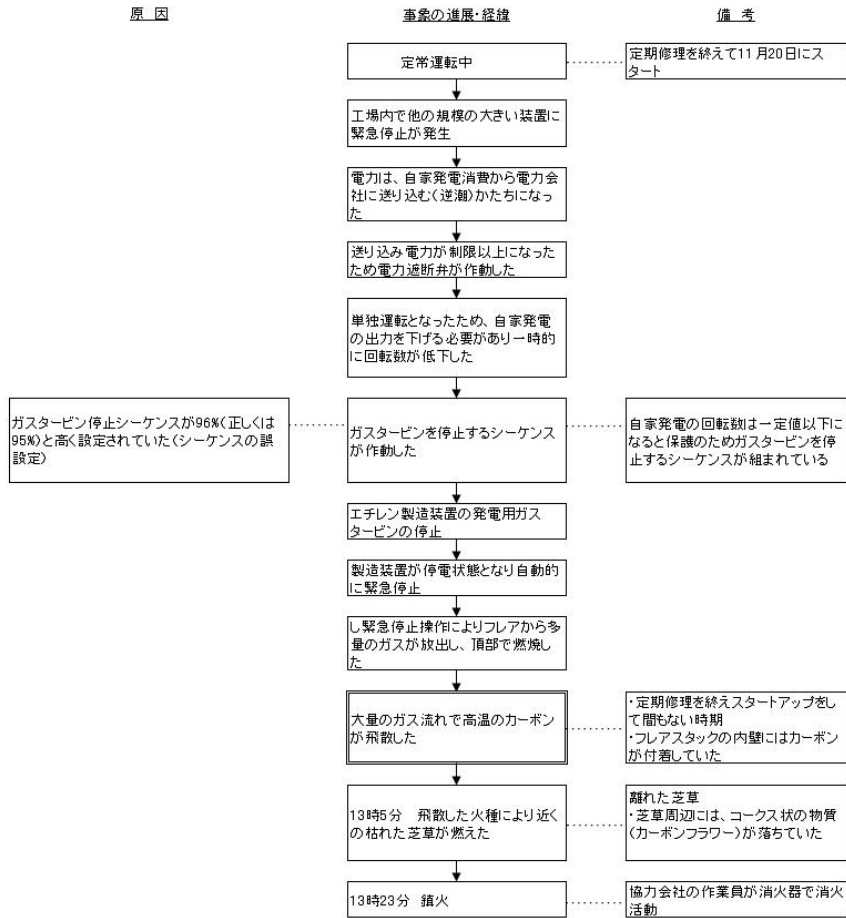 原 因
事象の進展・経緯
備 考
定常運転中
定期修理を終えて11月20日にス
タート
工場内で他の規模の大きい装置に
緊急停止が発生
電力は、自家発電消費から電力会
社に送り込む(逆潮)かたちになっ
た
送り込み電力が制限以上になった
ため電力遮断弁が作動した
単独運転となったため、自家発電
の出力を下げる必要があり一時的
に回転数が低下した
ガスタービン停止シーケンスが96%(正しくは
95%)と高く設定されていた(シーケンスの誤
設定)
ガスタービンを停止するシーケンス
が作動した
自家発電の回転数は一定値以下に
なると保護のためガスタービンを停
止するシーケンスが組まれている
エチレン製造装置の発電用ガス
タービンの停止
製造装置が停電状態となり自動的
に緊急停止
し緊急停止操作によりフレアから多
量のガスが放出し、頂部で燃焼し
た
大量のガス流れで高温のカーボン
が飛散した
・定期修理を終えスタートアップをし
て間もない時期
・フレアスタックの内壁にはカーボン
が付着していた
13時5分 飛散した火種により近く
の枯れた芝草が燃えた
離れた芝草
・芝草周辺には、コークス状の物質
(カーボンフラワー)が落ちていた
13時23分 鎮火
協力会社の作業員が消火器で消火
活動